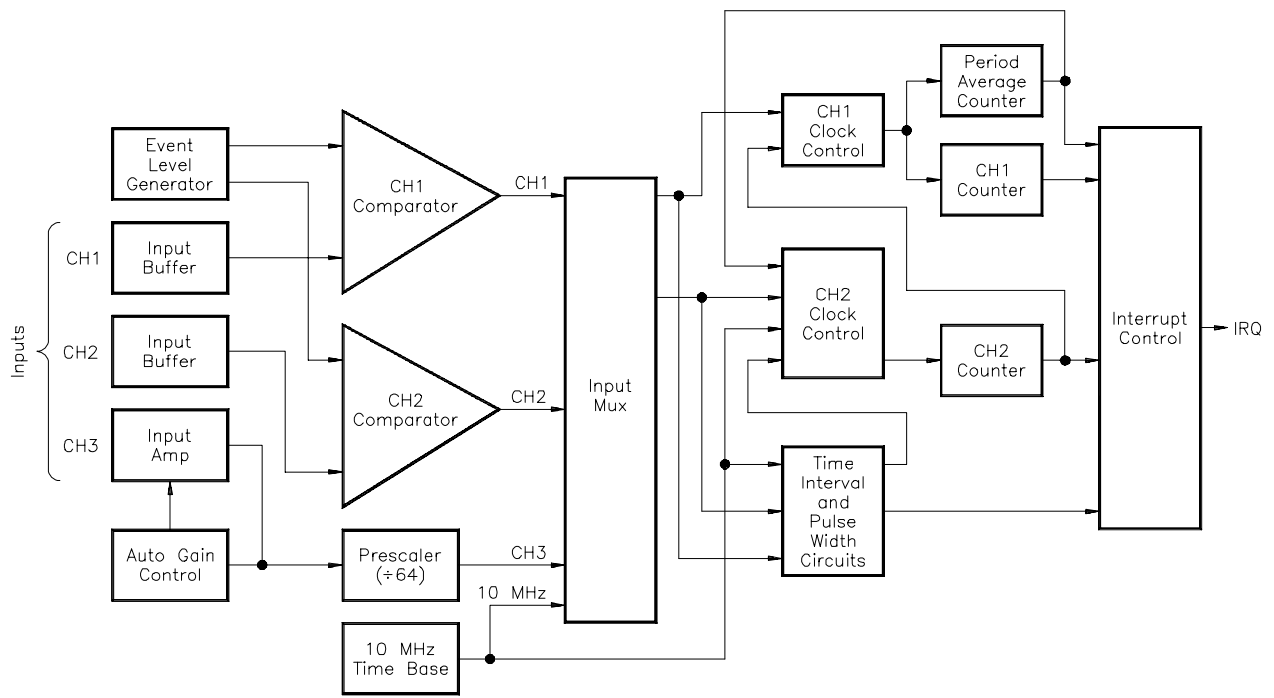 Period
Average
Counter
CH1
Clock
Control
Event
Level
Generator
CH1
Comparator
CH1
CH1
Counter
Inputs
CH1
Input
Buffer
CH2
Clock
Control
Interrupt
Control
IRQ
CH2
Input
Buffer
CH2
Counter
Input
Mux
CH2
Comparator
CH2
CH3
Input
Amp
Time
Interval
and
Pulse
Width
Circuits
Auto Gain
Control
Prescaler
(÷64)
CH3
10 MHz
10 MHz
Time Base